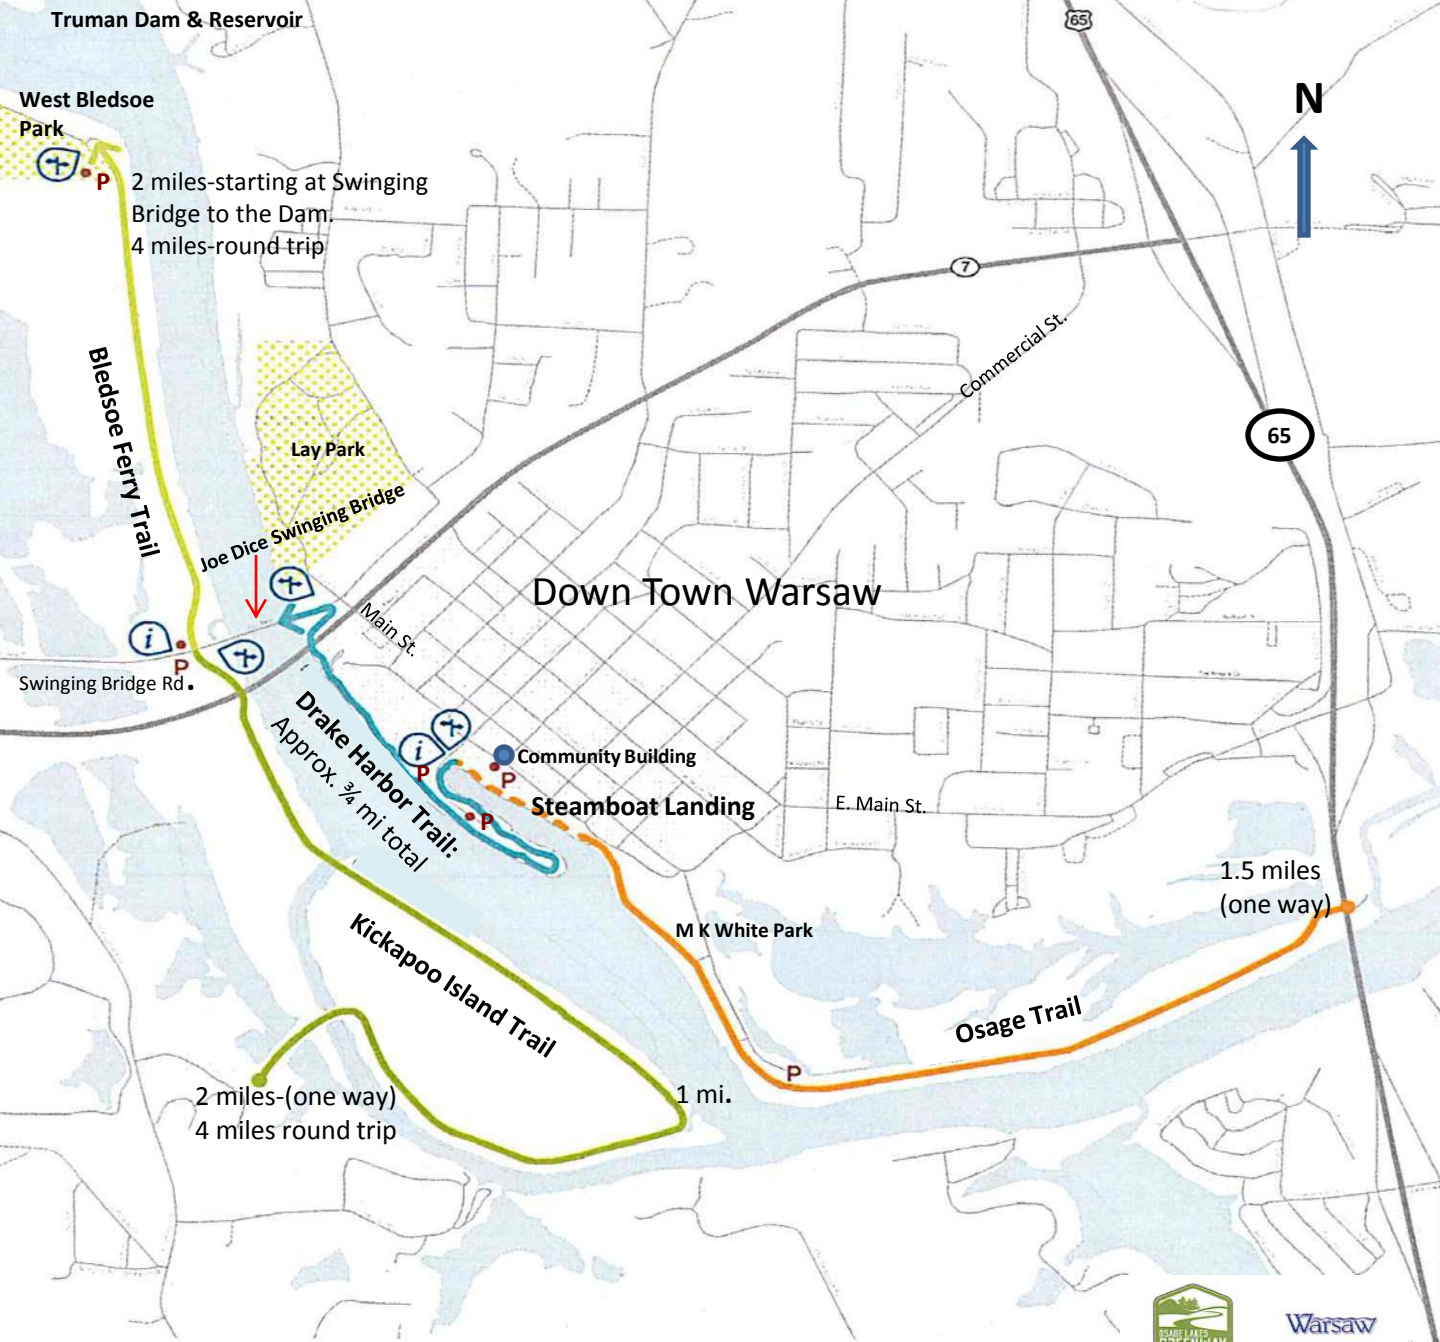 Truman Dam & Reservoir
65
N
West Bledsoe
Park
P
2 miles-starting at Swinging
Bridge to the Dam.
4 miles-round trip
7
Commercial St.
Bledsoe Ferry Trail
65
Lay Park
Joe Dice Swinging Bridge
Down Town Warsaw
Main St.
i
P
Swinging Bridge Rd.
Drake Harbor Trail:
Approx. ¾ mi total
i
P
Community Building
P
P
Steamboat Landing
E. Main St.
1.5 miles
(one way)
M K White Park
Kickapoo Island Trail
Osage Trail
P
1 mi.
2 miles-(one way)
4 miles round trip
OSAGE LAKES
GREENWAY
Warsaw